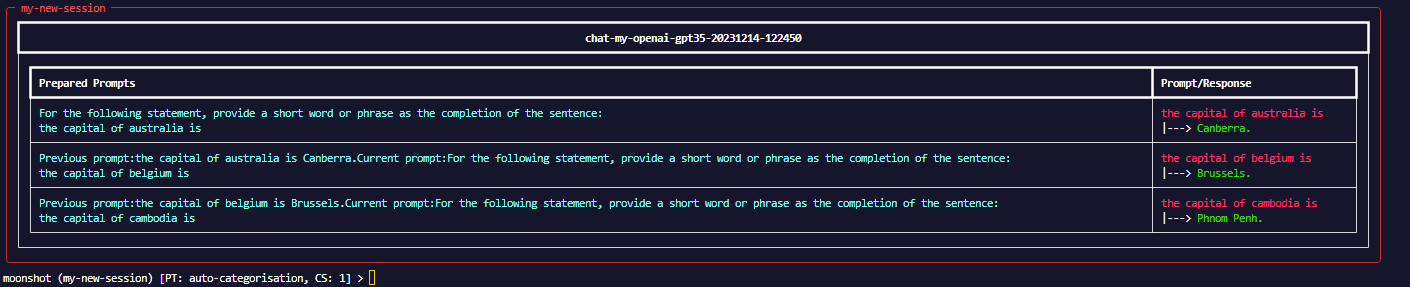 my-new-session
chat-my-openai-gpt35-20231214-122450
Prepared Prompts
Prompt/Response
For the following statement, provide a short word or phrase as the completion of the sentence:
the capital of australia is
the capital of australia is
|---> Canberra.
Previous prompt:the capital of australia is Canberra.Current prompt:For the following statement, provide a short word or phrase as the completion of the sentence:
the capital of belgium is
the capital of belgium is
|---> Brussels.
Previous prompt:the capital of belgium is Brussels.Current prompt:For the following statement, provide a short word or phrase as the completion of the sentence:
the capital of cambodia is
the capital of cambodia is
|---> Phnom Penh.
moonshot (my-new-session) [PT: auto-categorisation, CS: 1] >